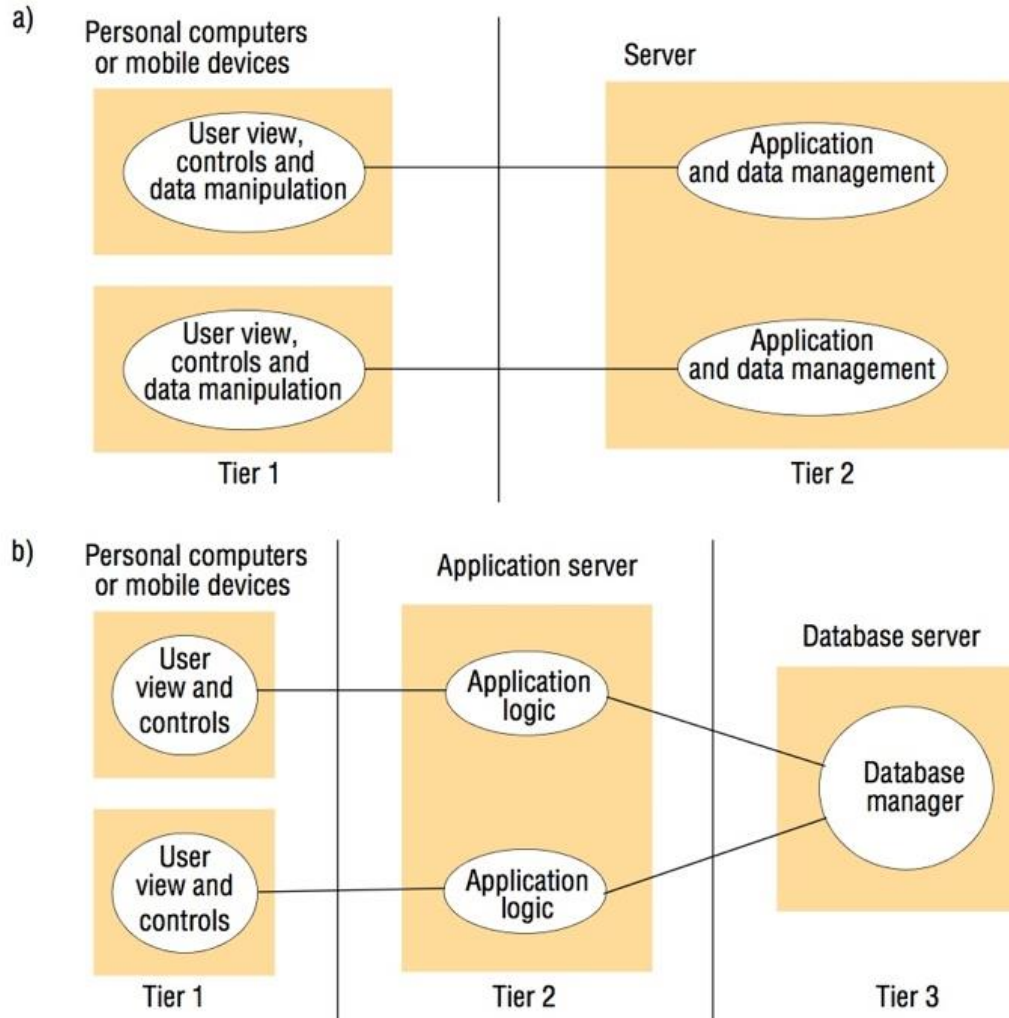 a)
Personal computers
or mobile devices
Server
User view,
controls and
data manipulation
Application
and data management
User view,
controls and
data manipulation
Application
and data management
Tier 1
Tier 2
b)
Personal computers
or mobile devices
Application server
Database server
User
view and
controls
Application
logic
Database
manager
User
view and
controls
Application
logic
Tier 1
Tier 2
Tier 3